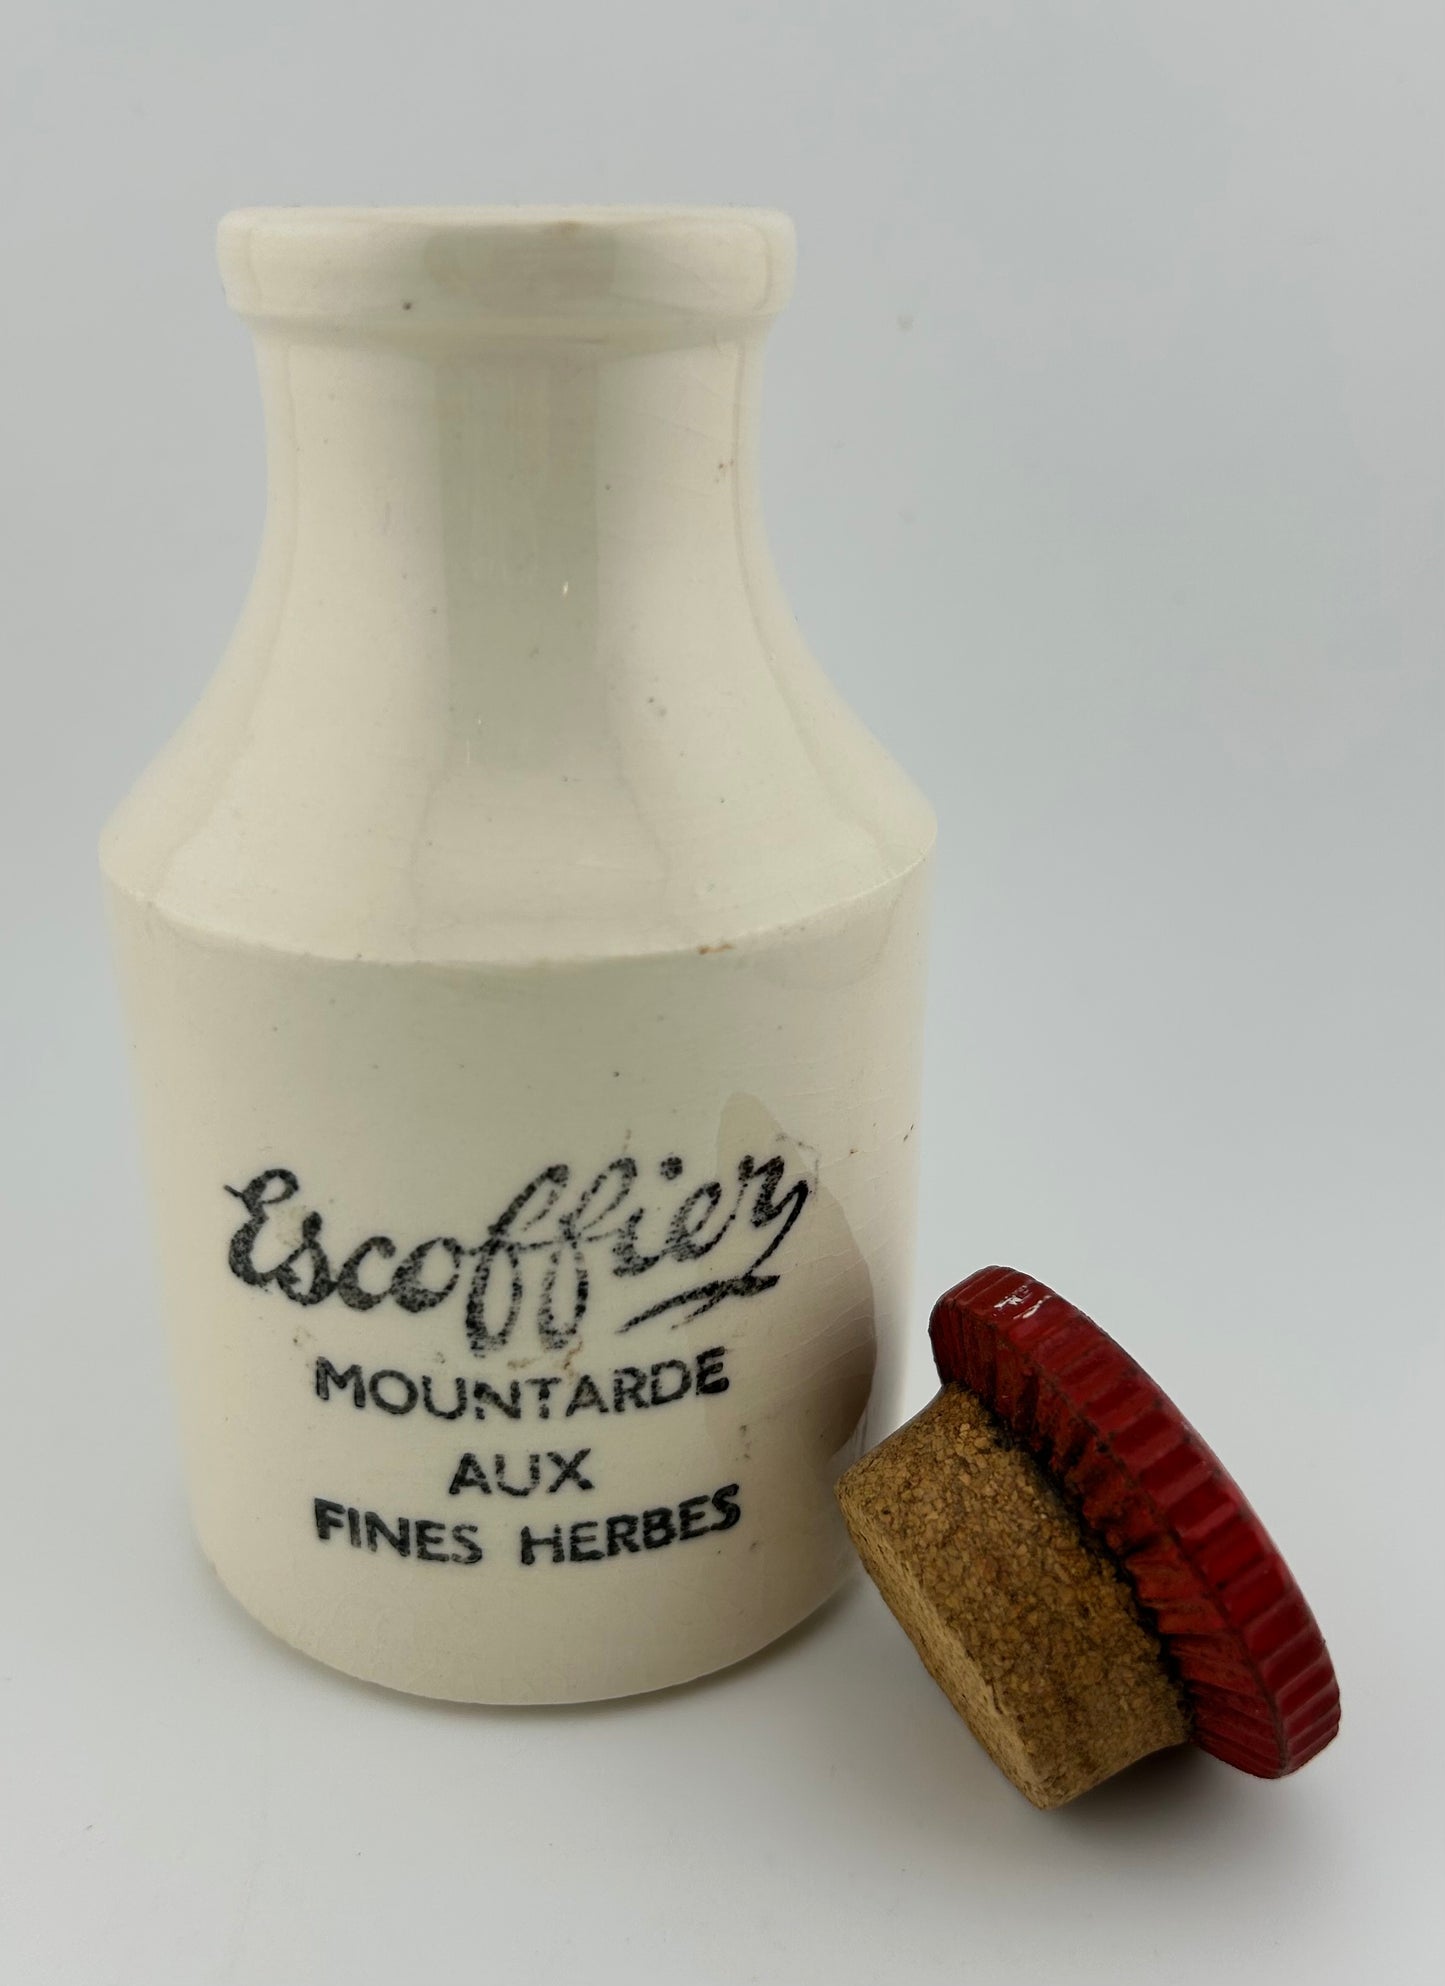 Escoffier
MOUNTARDE
AUX
FINES HERBES